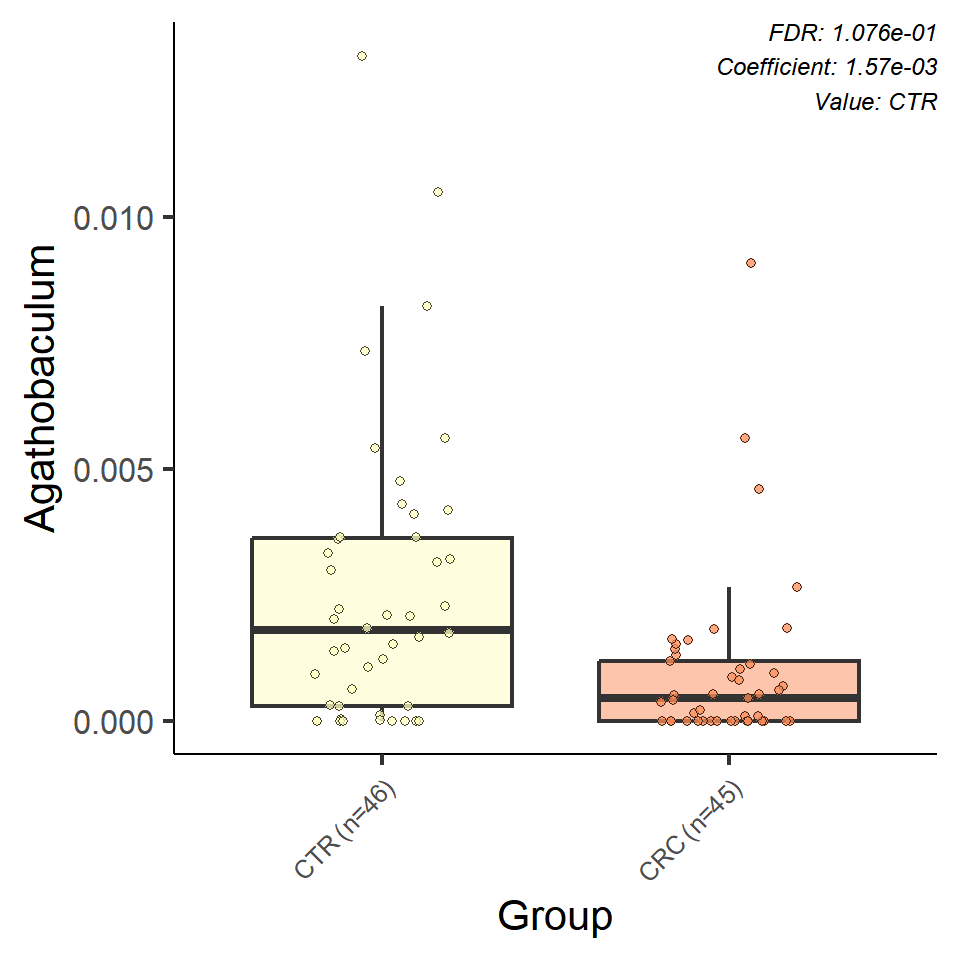 FDR: 1.076e-01
Coefficient: 1.57e-03
Value: CTR
Agathobaculum
0.010
0.005
0.000
CTR (n=46)
CRC (n=45)
Group